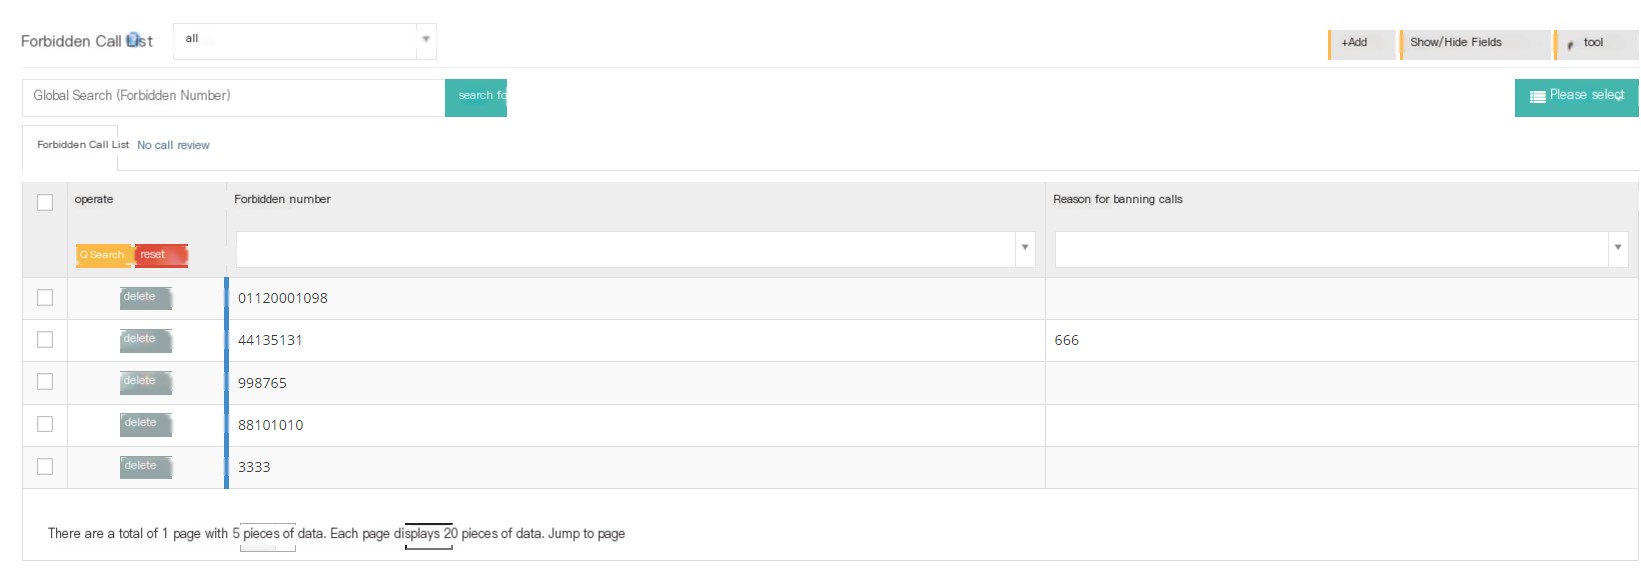 Forbidden Call List
all
+Add
Show/Hide Fields
tool
Global Search (Forbidden Number)
search fo
Please select
Forbidden Call List
No call review
operate
Forbidden number
Reason for banning calls
Q Search
reset
delete
01120001098
delete
44135131
666
delete
998765
delete
88101010
delete
3333
There are a total of 1 page with 5 pieces of data. Each page displays 20 pieces of data. Jump to page